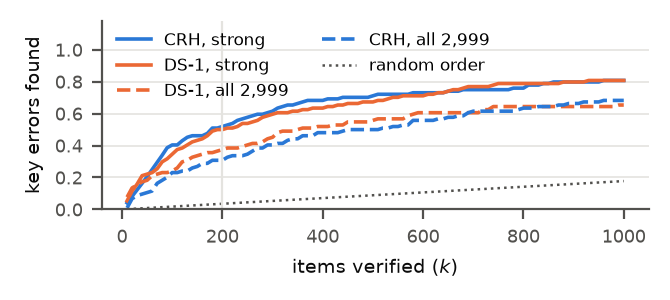 CRH, strong
DS-1, strong
DS-1, all 2,999
CRH, all 2,999
random order
key errors found
1.0
0.8
0.6
0.4
0.2
0.0
0 200 400 600 800 1000
items verified (k)